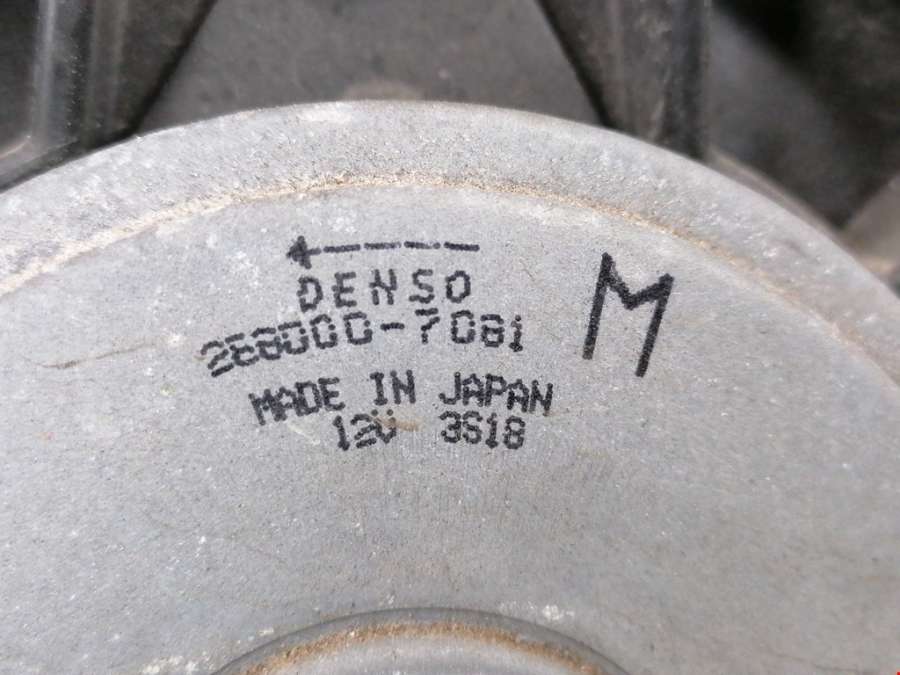 DENSO
268000-7081
M
MADE IN JAPAN
12V 3S18